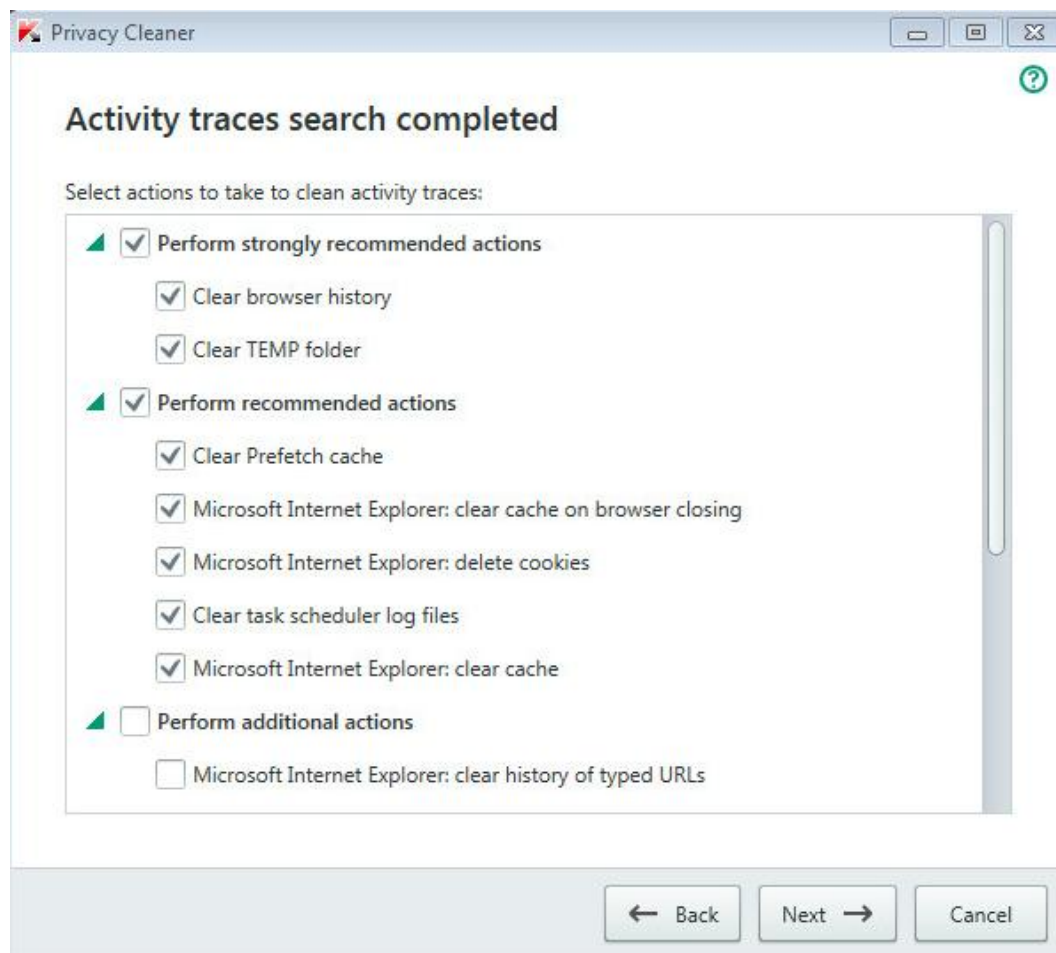 Privacy Cleaner
Activity traces search completed
Select actions to take to clean activity traces:
Perform strongly recommended actions
Clear browser history
Clear TEMP folder
Perform recommended actions
Clear Prefetch cache
Microsoft Internet Explorer: clear cache on browser closing
Microsoft Internet Explorer: delete cookies
Clear task scheduler log files
Microsoft Internet Explorer: clear cache
Perform additional actions
Microsoft Internet Explorer: clear history of typed URLs
Back Next Cancel